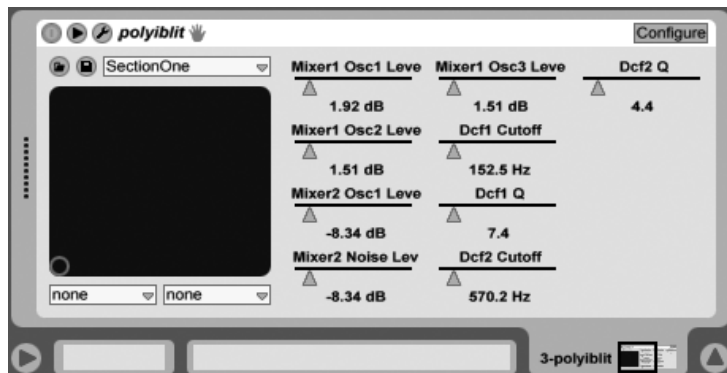 polyiblit
Configure
SectionOne
Mixer1 Osc1 Leve
Mixer1 Osc3 Leve
Dcf2 Q
1.92 dB
1.51 dB
4.4
Mixer1 Osc2 Leve
Dcf1 Cutoff
1.51 dB
152.5 Hz
Mixer2 Osc1 Leve
Dcf1 Q
-8.34 dB
7.4
Mixer2 Noise Lev
Dcf2 Cutoff
-8.34 dB
570.2 Hz
none
none
3-polyiblit